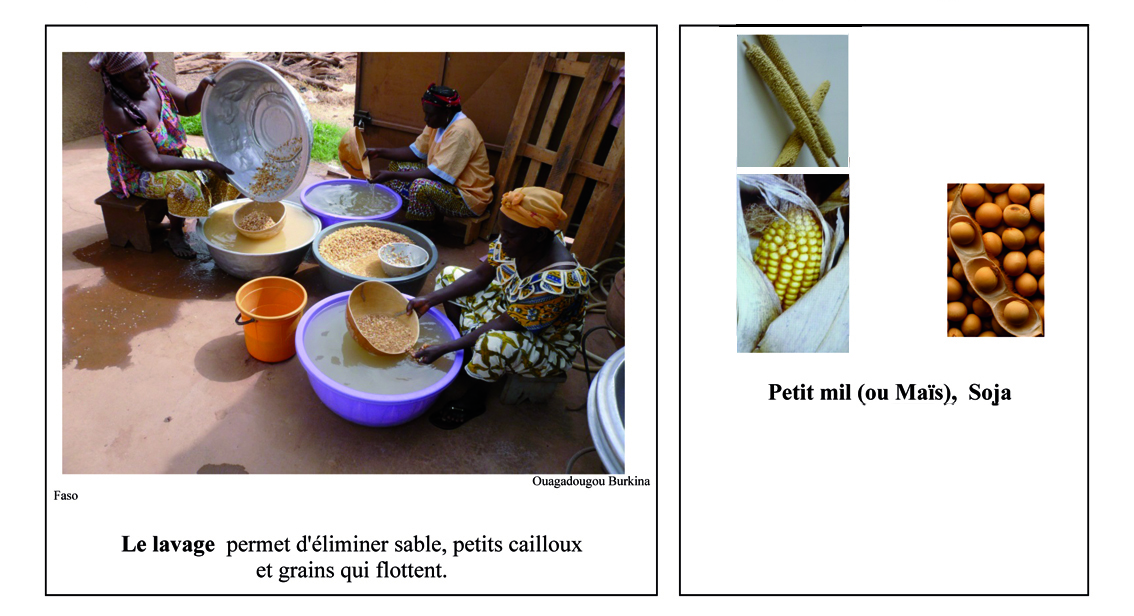 Ouagadougou Burkina
Faso
Le lavage permet d'éliminer sable, petits cailloux
et grains qui flottent.
Petit mil (ou Maïs), Soja